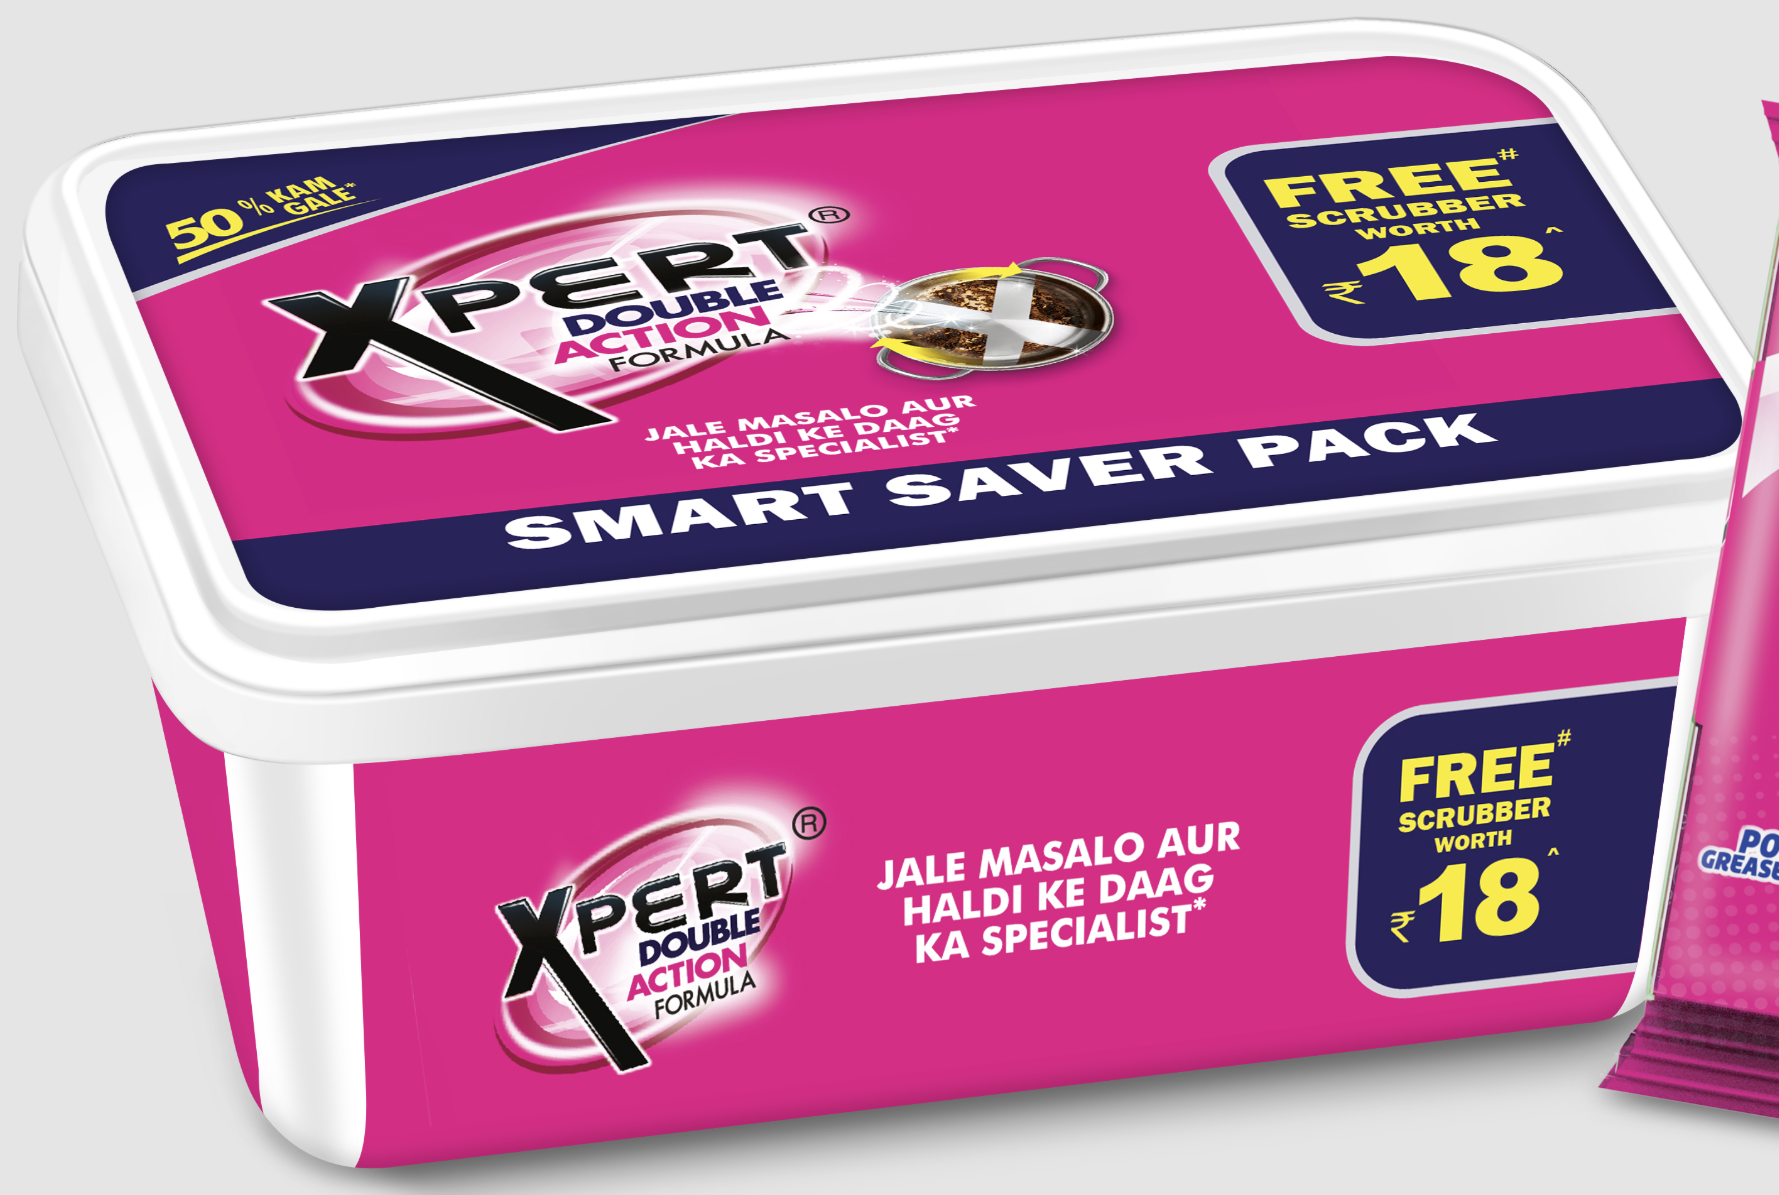 50% KAM
GALE*
XPERT®
DOUBLE
ACTION
FORMULA
JALE MASALO AUR
HALDI KE DAAG
KA SPECIALIST*
FREE#
SCRUBBER
WORTH
₹18^
SMART SAVER PACK
XPERT®
DOUBLE
ACTION
FORMULA
JALE MASALO AUR
HALDI KE DAAG
KA SPECIALIST*
FREE#
SCRUBBER
WORTH
₹18^